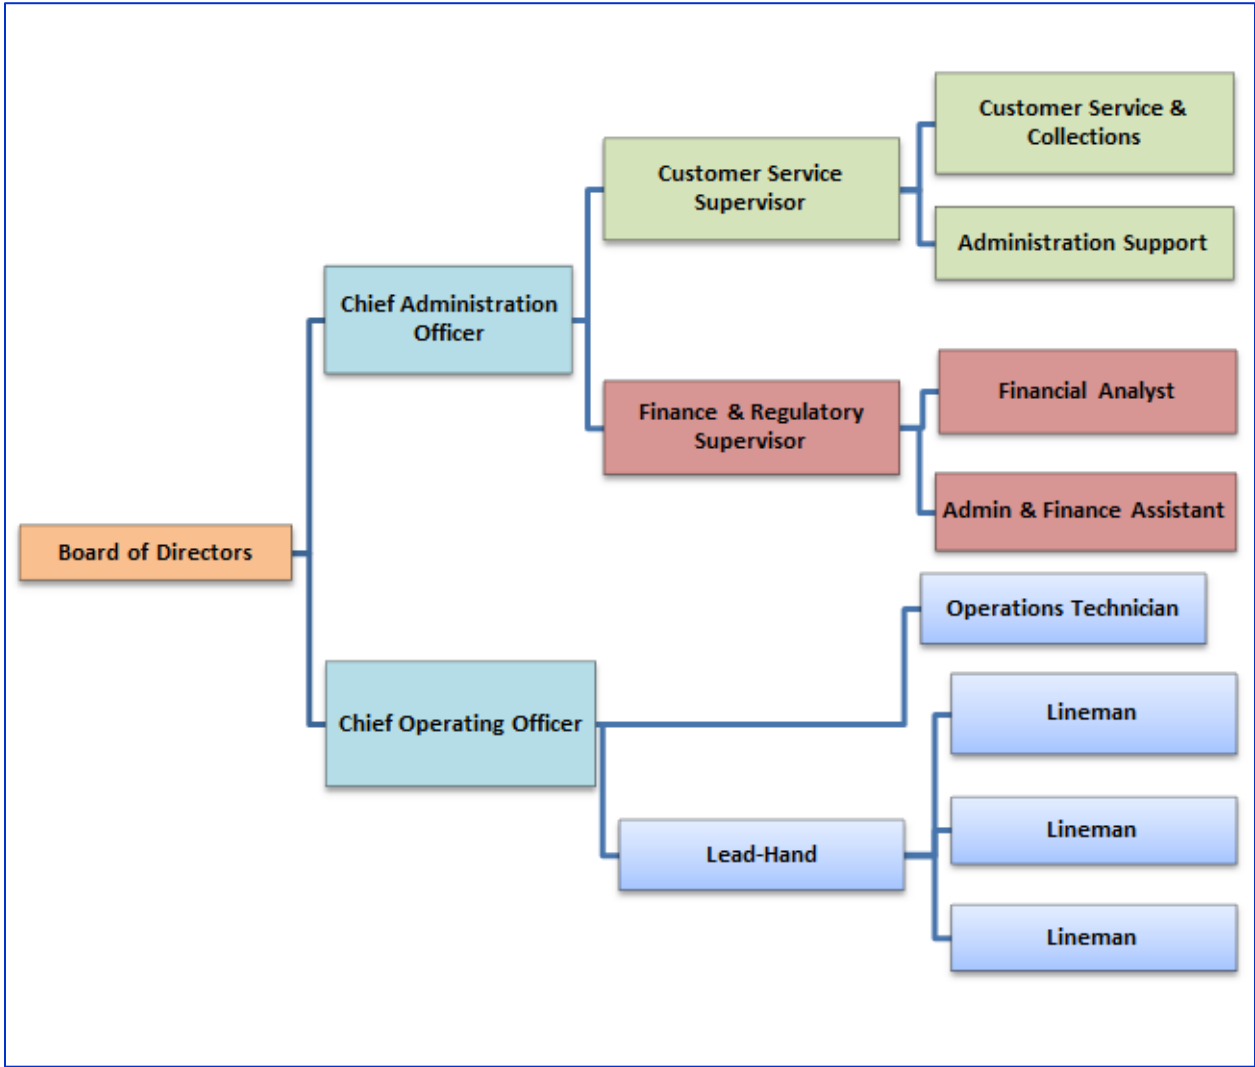 Customer Service &
Collections
Customer Service
Supervisor
Administration Support
Chief Administration
Officer
Financial Analyst
Finance & Regulatory
Supervisor
Admin & Finance Assistant
Board of Directors
Operations Technician
Chief Operating Officer
Lineman
Lineman
Lead-Hand
Lineman